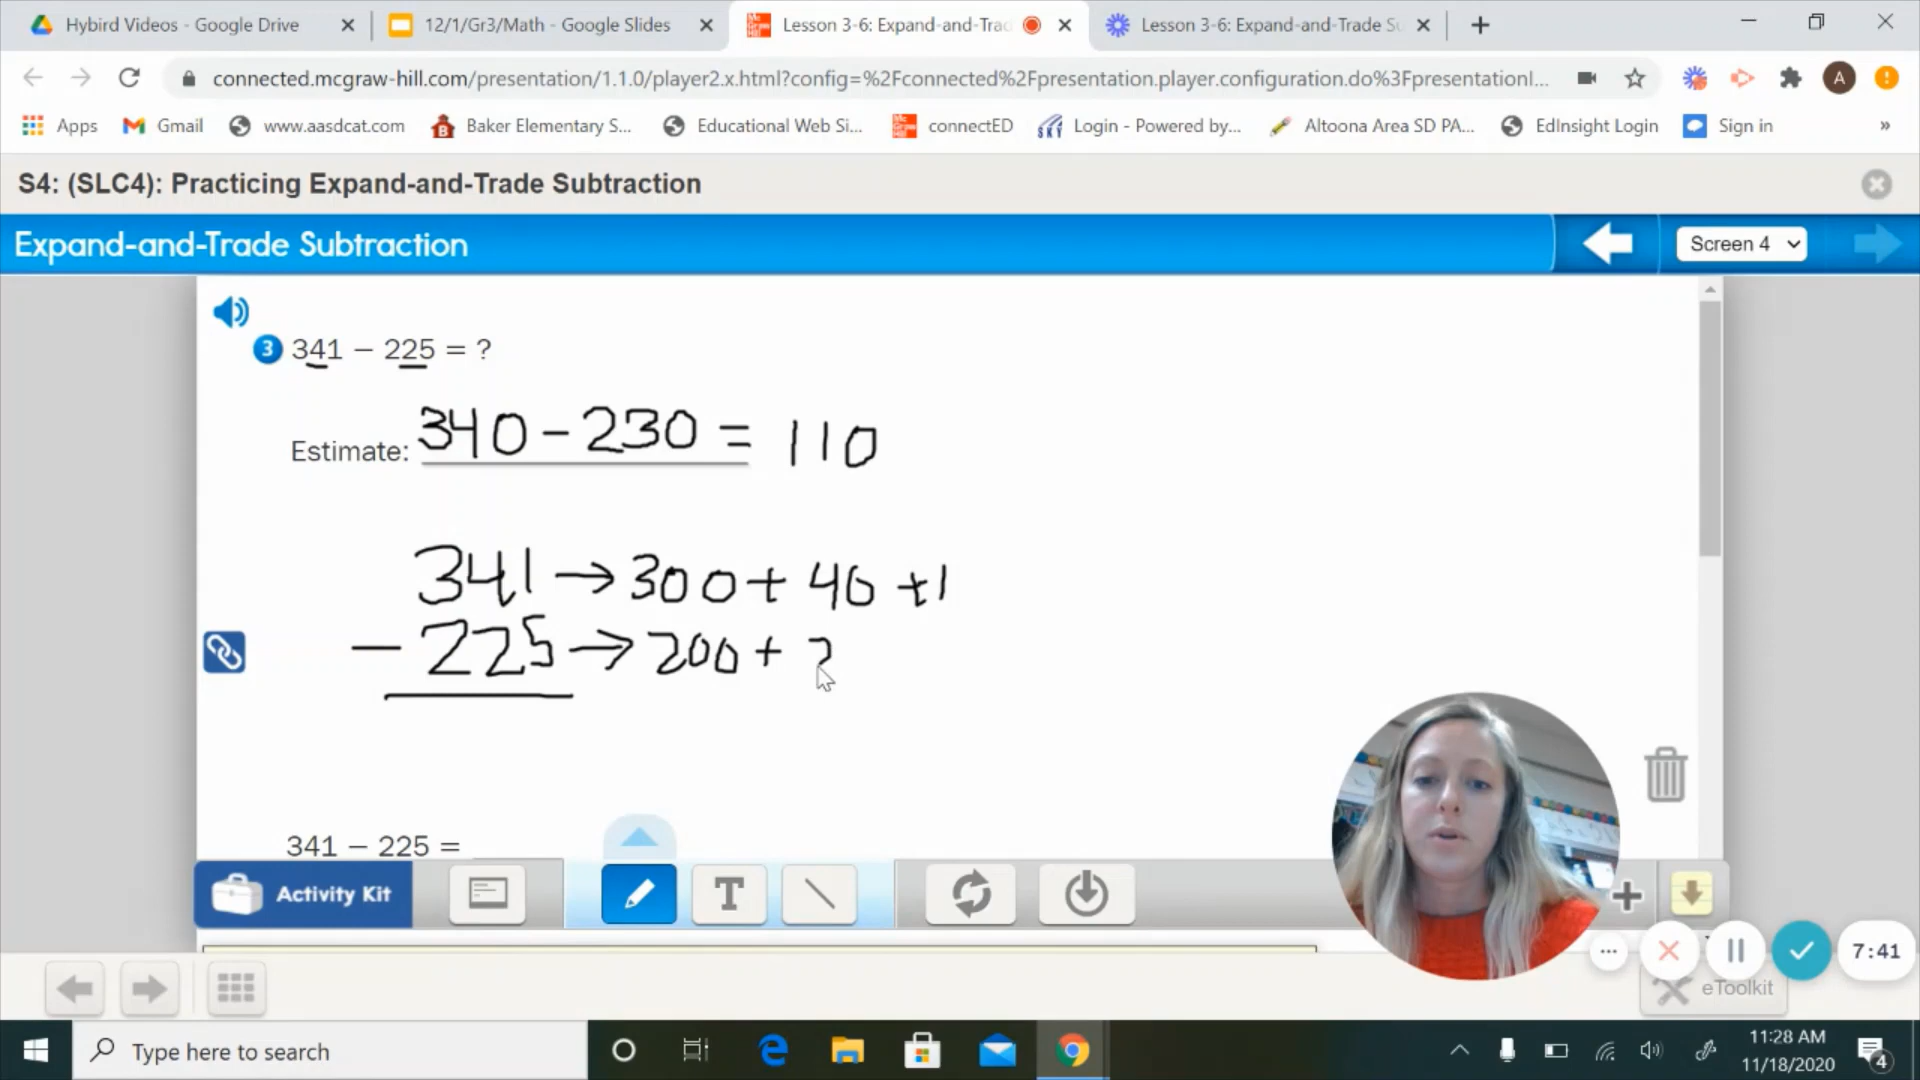 Hybird Videos - Google Drive
12/1/Gr3/Math - Google Slides
Lesson 3-6: Expand-and-Trad
Lesson 3-6: Expand-and-Trade Su
connected.mcgraw-hill.com/presentation/1.1.0/player2.x.html?config=%2Fconnected%2Fpresentation.player.configuration.do%3FpresentationI...
A
Apps
Gmail
www.aasdcat.com
Baker Elementary S...
Educational Web Si...
connectED
Login - Powered by...
Altoona Area SD PA...
EdInsight Login
Sign in
»
S4: (SLC4): Practicing Expand-and-Trade Subtraction
Expand-and-Trade Subtraction
Screen 4
3 341 − 225 = ?
Estimate: 340 - 230 = 110
341 → 300 + 40 + 1
- 225 → 200 + 2
341 − 225 =
Activity Kit
T
7:41
eToolkit
Type here to search
11:28 AM
11/18/2020
4